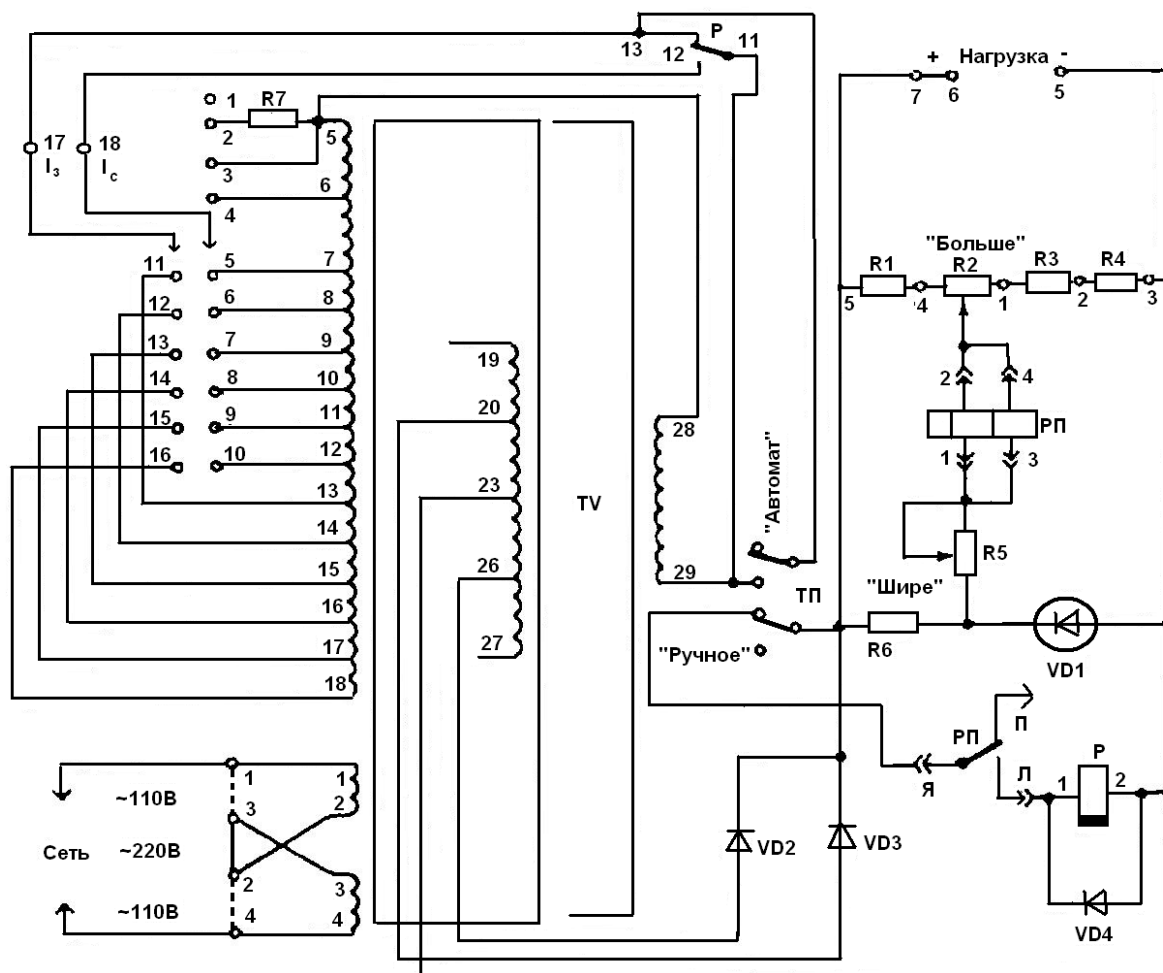 P 11
13 12
+ Нагрузка -
7 6 5
1 R7
2 5
17 18
Iз Iс
3
4 6
"Больше"
11 5 7
R1 R2 R3 R4
5 4 1 2 3
12 6 8
13 7 9
19
14 8 10
2 4
15 9 11
20 28
РП
16 10 12
1 3
13
23
TV
"Автомат"
14
15
26 29
R5
ТП
"Шире"
16
17
27
"Ручное"
R6
VD1
18
П
РП
Я
Л 1 P 2
1 1
~110В
2
3
Сеть ~220В
VD2 VD3
2 3
~110В
4 4
VD4